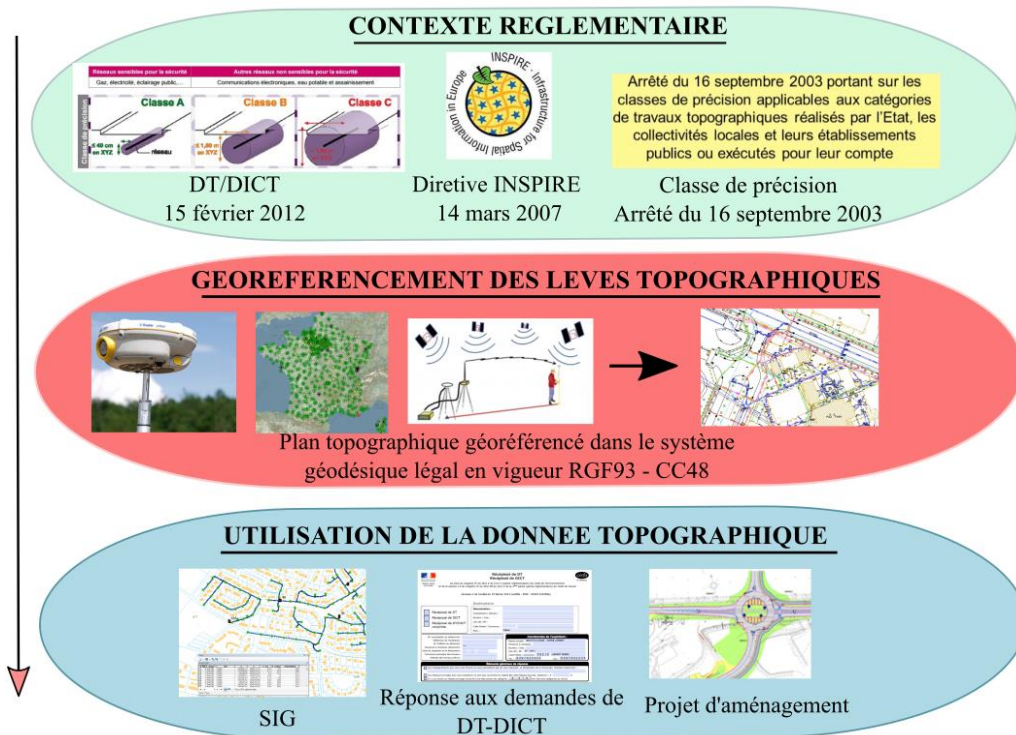 CONTEXTE REGLEMENTAIRE
Réseaux sensibles pour la sécurité
Autres réseaux non sensibles pour la sécurité
Gaz, électricité, éclairage public,...
Communications électroniques, eau potable et assainissement
Classe de précision
Classe A
Classe B
Classe C
≤ 40 cm
en XYZ
réseau
≤ 1,50 m
en XYZ
INSPIRE · Infrastructure for Spatial Information in Europe
Arrêté du 16 septembre 2003 portant sur les
classes de précision applicables aux catégories
de travaux topographiques réalisés par l'Etat, les
collectivités locales et leurs établissements
publics ou exécutés pour leur compte
DT/DICT
15 février 2012
Diretive INSPIRE
14 mars 2007
Classe de précision
Arrêté du 16 septembre 2003
GEOREFERENCEMENT DES LEVES TOPOGRAPHIQUES
Plan topographique géoréférencé dans le système
géodésique légal en vigueur RGF93 - CC48
UTILISATION DE LA DONNEE TOPOGRAPHIQUE
Récépissé de DT
Récépissé de DICT
SIG
Réponse aux demandes de
DT-DICT
Projet d'aménagement